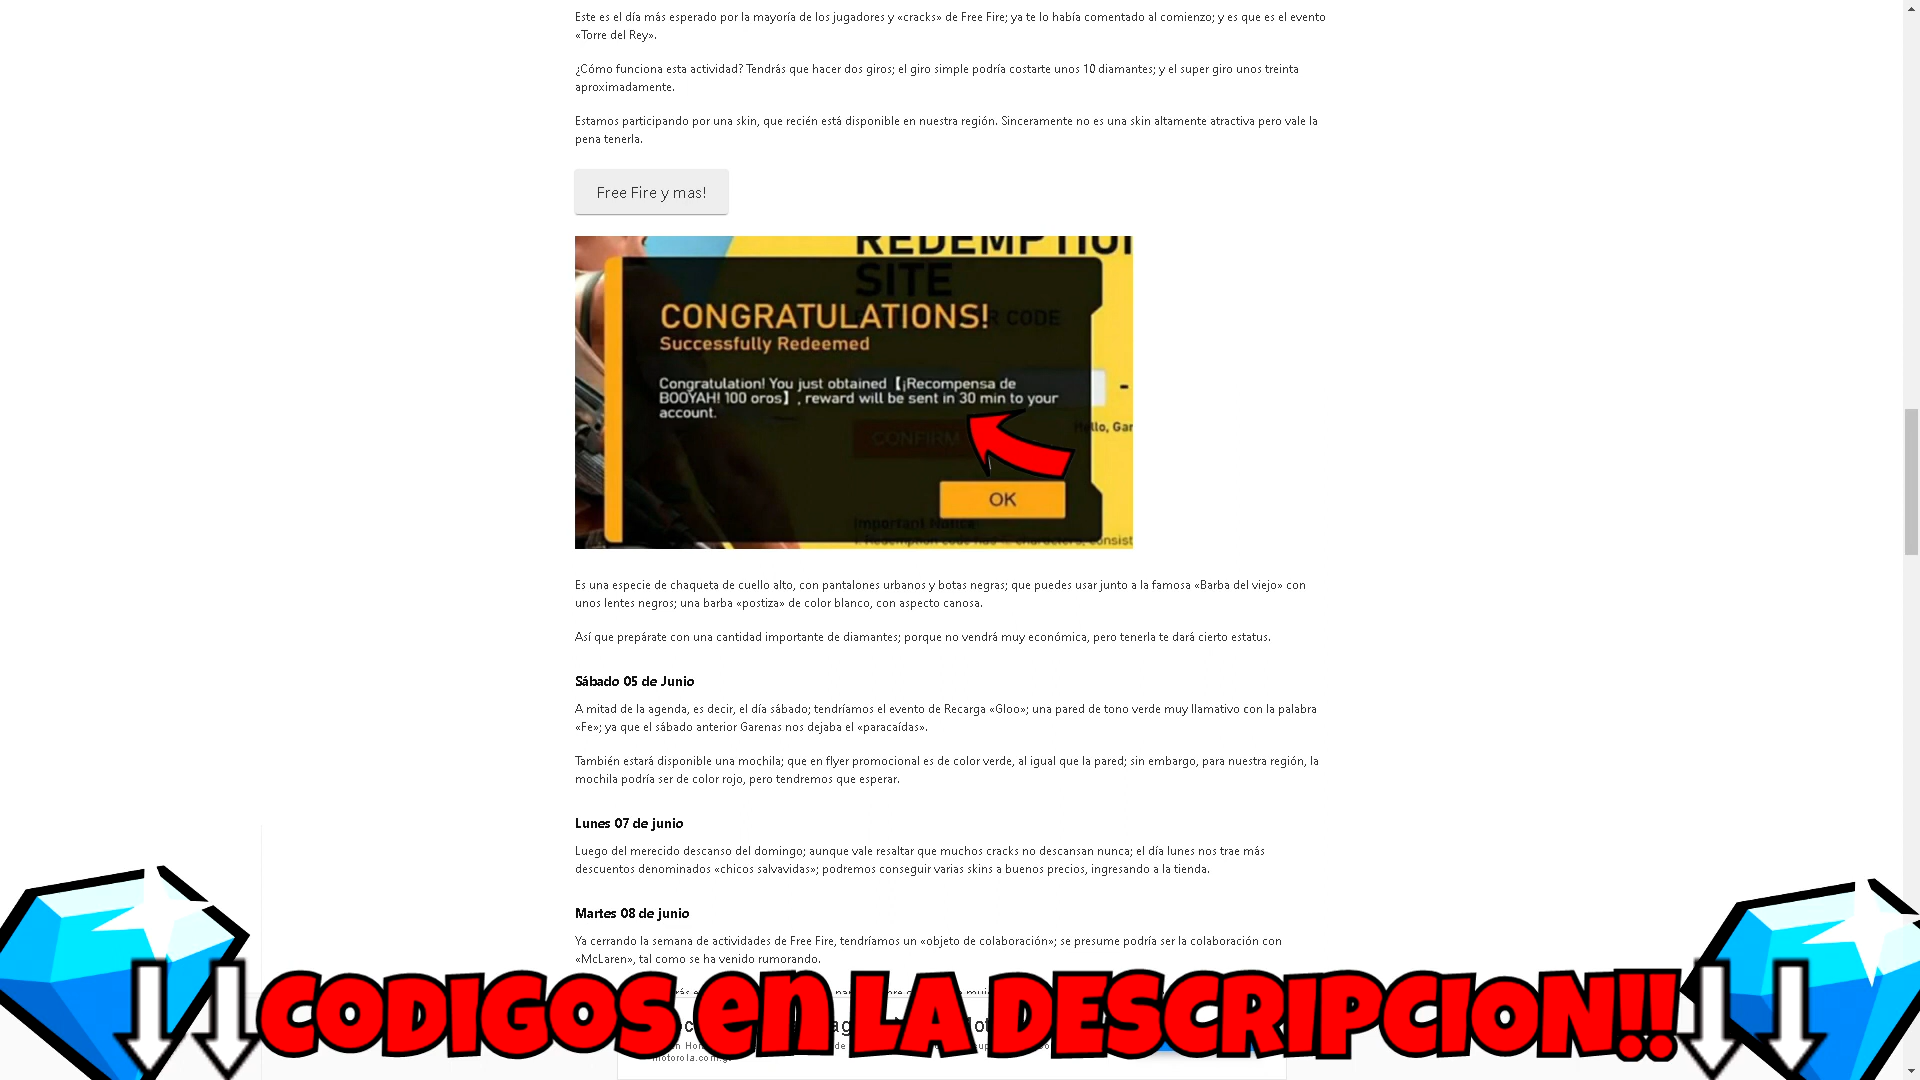 Este es el día más esperado por la mayoría de los jugadores y «cracks» de Free Fire; ya te lo había comentado al comienzo; y es que es el evento
«Torre del Rey».
¿Cómo funciona esta actividad? Tendrás que hacer dos giros; el giro simple podría costarte unos 10 diamantes; y el super giro unos treinta
aproximadamente.
Estamos participando por una skin, que recién está disponible en nuestra región. Sinceramente no es una skin altamente atractiva pero vale la
pena tenerla.
Free Fire y mas!
REDEMPTION
SITE
CONGRATULATIONS!
R CODE
Successfully Redeemed
Congratulation! You just obtained【¡Recompensa de
BOOYAH! 100 oros】, reward will be sent in 30 min to your
account.
Hello, Gar
CONFIRM
OK
Important Notice
1. Redemption code has characters, consist
Es una especie de chaqueta de cuello alto, con pantalones urbanos y botas negras; que puedes usar junto a la famosa «Barba del viejo» con
unos lentes negros; una barba «postiza» de color blanco, con aspecto canosa.
Así que prepárate con una cantidad importante de diamantes; porque no vendrá muy económica, pero tenerla te dará cierto estatus.
Sábado 05 de Junio
A mitad de la agenda, es decir, el día sábado; tendríamos el evento de Recarga «Gloo»; una pared de tono verde muy llamativo con la palabra
«Fe»; ya que el sábado anterior Garenas nos dejaba el «paracaídas».
También estará disponible una mochila; que en flyer promocional es de color verde, al igual que la pared; sin embargo, para nuestra región, la
mochila podría ser de color rojo, pero tendremos que esperar.
Lunes 07 de junio
Luego del merecido descanso del domingo; aunque vale resaltar que muchos cracks no descansan nunca; el día lunes nos trae más
descuentos denominados «chicos salvavidas»; podremos conseguir varias skins a buenos precios, ingresando a la tienda.
Martes 08 de junio
Ya cerrando la semana de actividades de Free Fire, tendríamos un «objeto de colaboración»; se presume podría ser la colaboración con
«McLaren», tal como se ha venido rumorando.
CODIGOS en LA DESCRIPCION!!